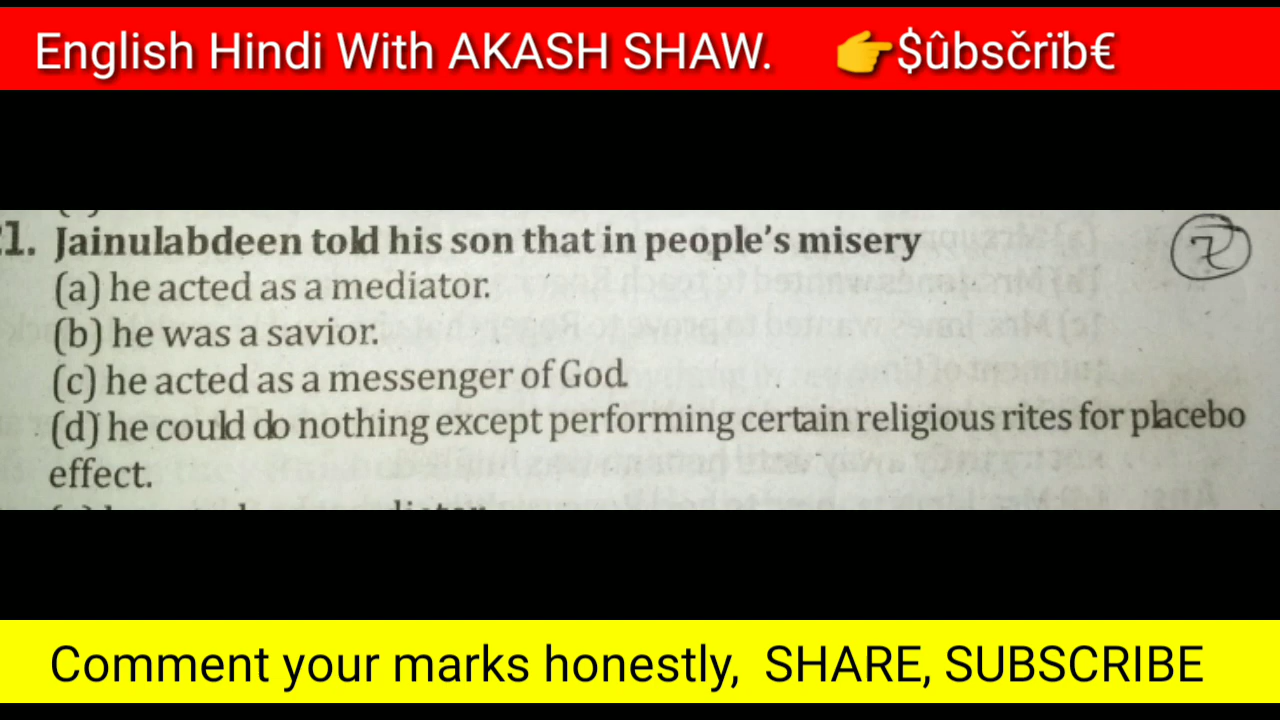 English Hindi With AKASH SHAW. 👉$ûbsčrïb€
1. Jainulabdeen told his son that in people's misery
(a) he acted as a mediator.
(b) he was a savior.
(c) he acted as a messenger of God.
(d) he could do nothing except performing certain religious rites for placebo
effect.
Comment your marks honestly, SHARE, SUBSCRIBE